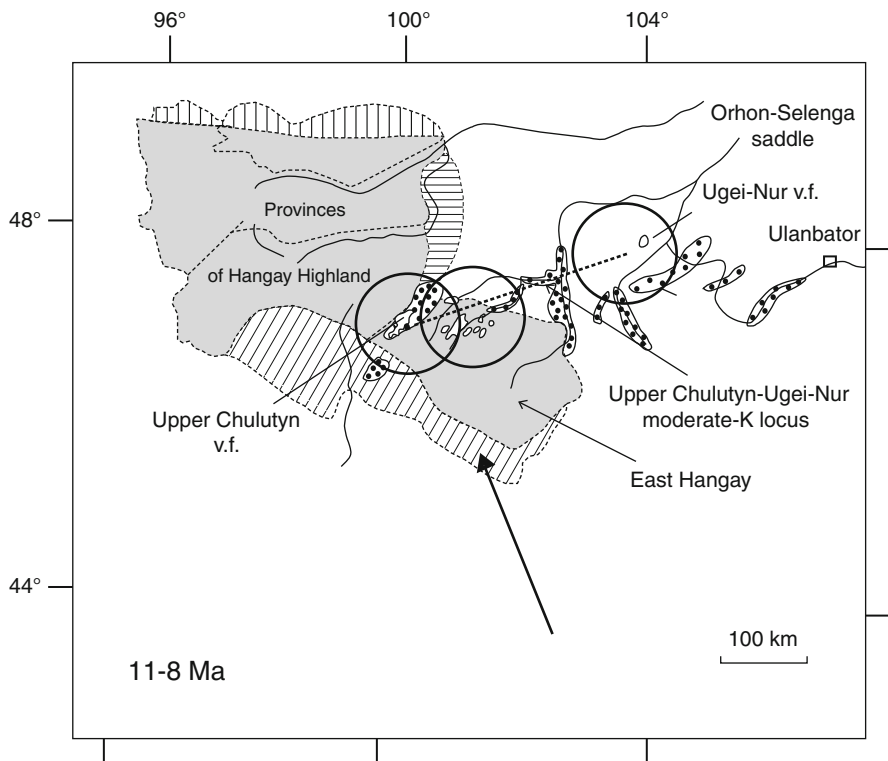 96°
100°
104°
Orhon-Selenga
saddle
Ugei-Nur v.f.
48°
Provinces
Ulanbator
of Hangay Highland
Upper Chulutyn
v.f.
Upper Chulutyn-Ugei-Nur
moderate-K locus
East Hangay
44°
100 km
11-8 Ma